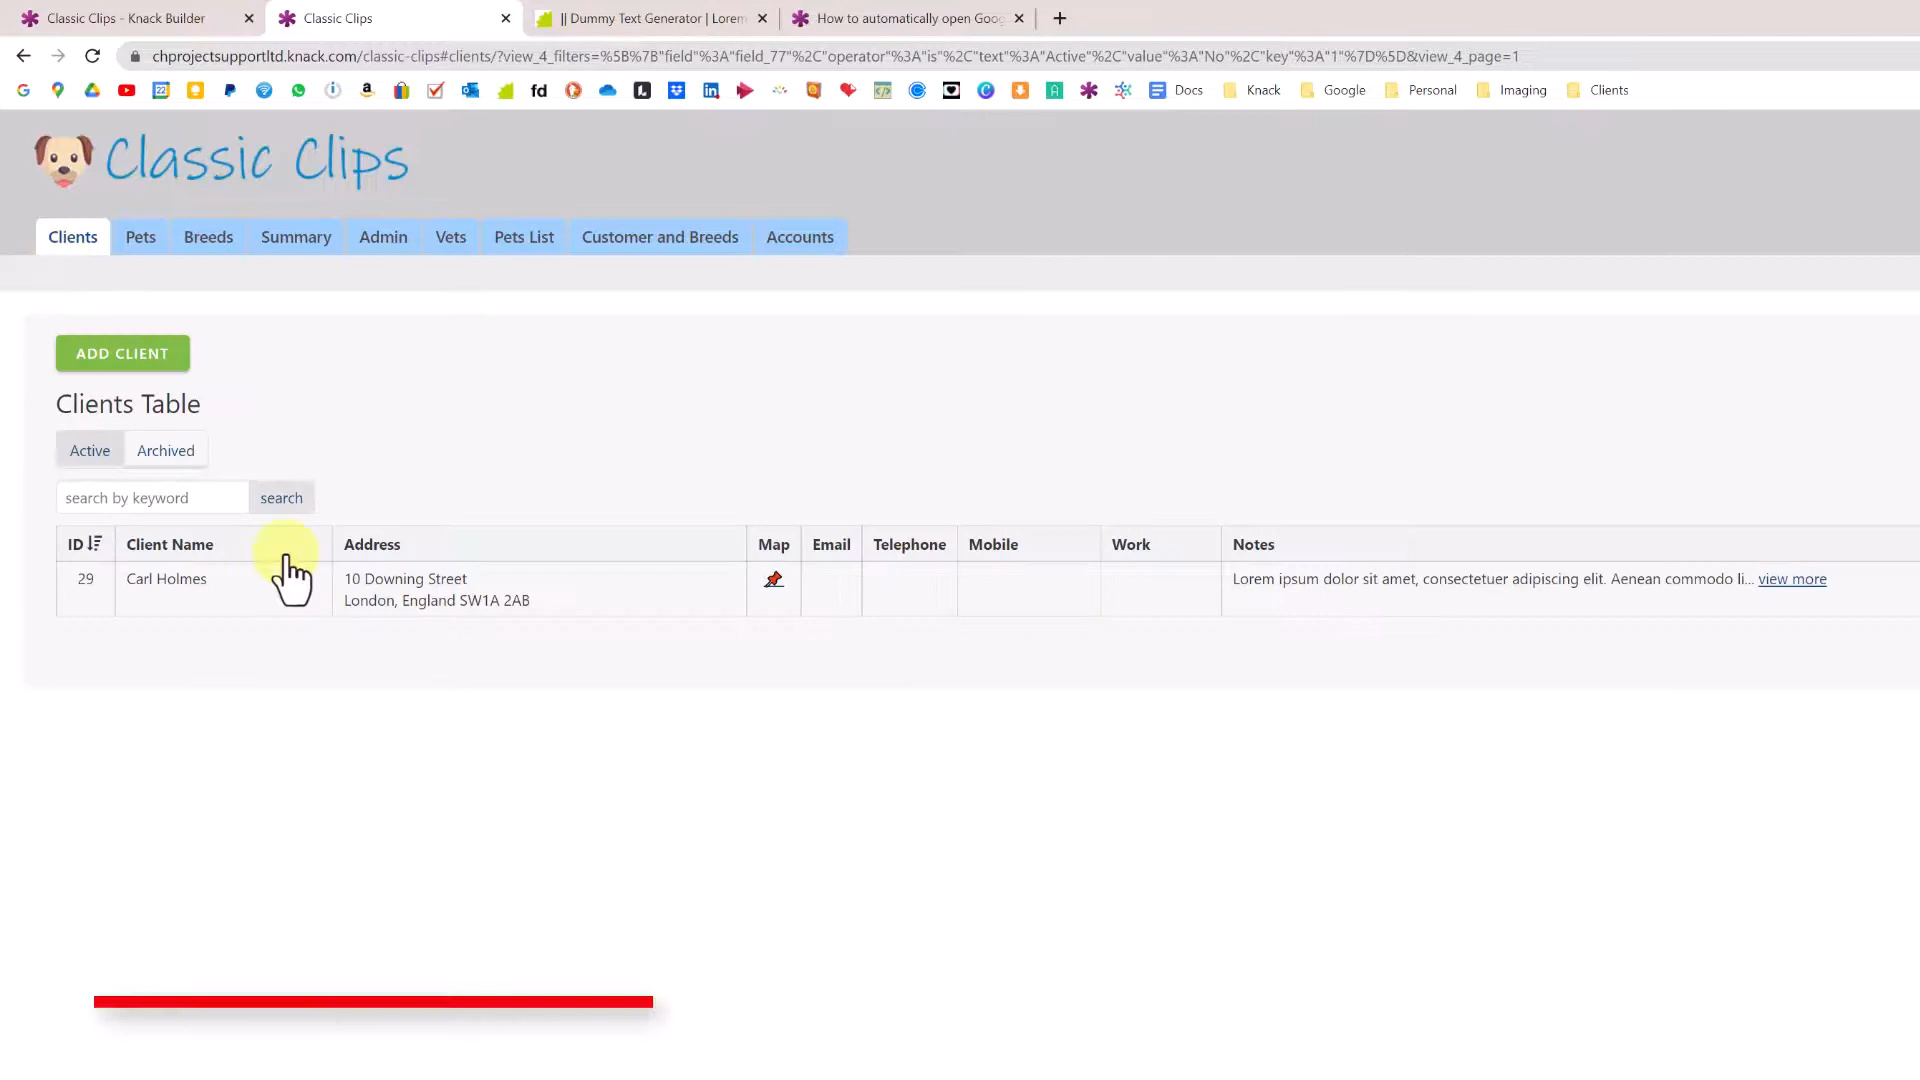 Classic Clips - Knack Builder
Classic Clips
|| Dummy Text Generator | Lorem
How to automatically open Goog
chprojectsupportltd.knack.com/classic-clips#clients/?view_4_filters=%5B%7B"field"%3A"field_77"%2C"operator"%3A"is"%2C"text"%3A"Active"%2C"value"%3A"No"%2C"key"%3A"1"%7D%5D&view_4_page=1
fd
Docs
Knack
Google
Personal
Imaging
Clients
Classic Clips
Clients Pets Breeds Summary Admin Vets Pets List Customer and Breeds Accounts
ADD CLIENT
Clients Table
Active Archived
search by keyword search
ID Client Name Address Map Email Telephone Mobile Work Notes
29 Carl Holmes 10 Downing Street Lorem ipsum dolor sit amet, consectetuer adipiscing elit. Aenean commodo li... view more
London, England SW1A 2AB